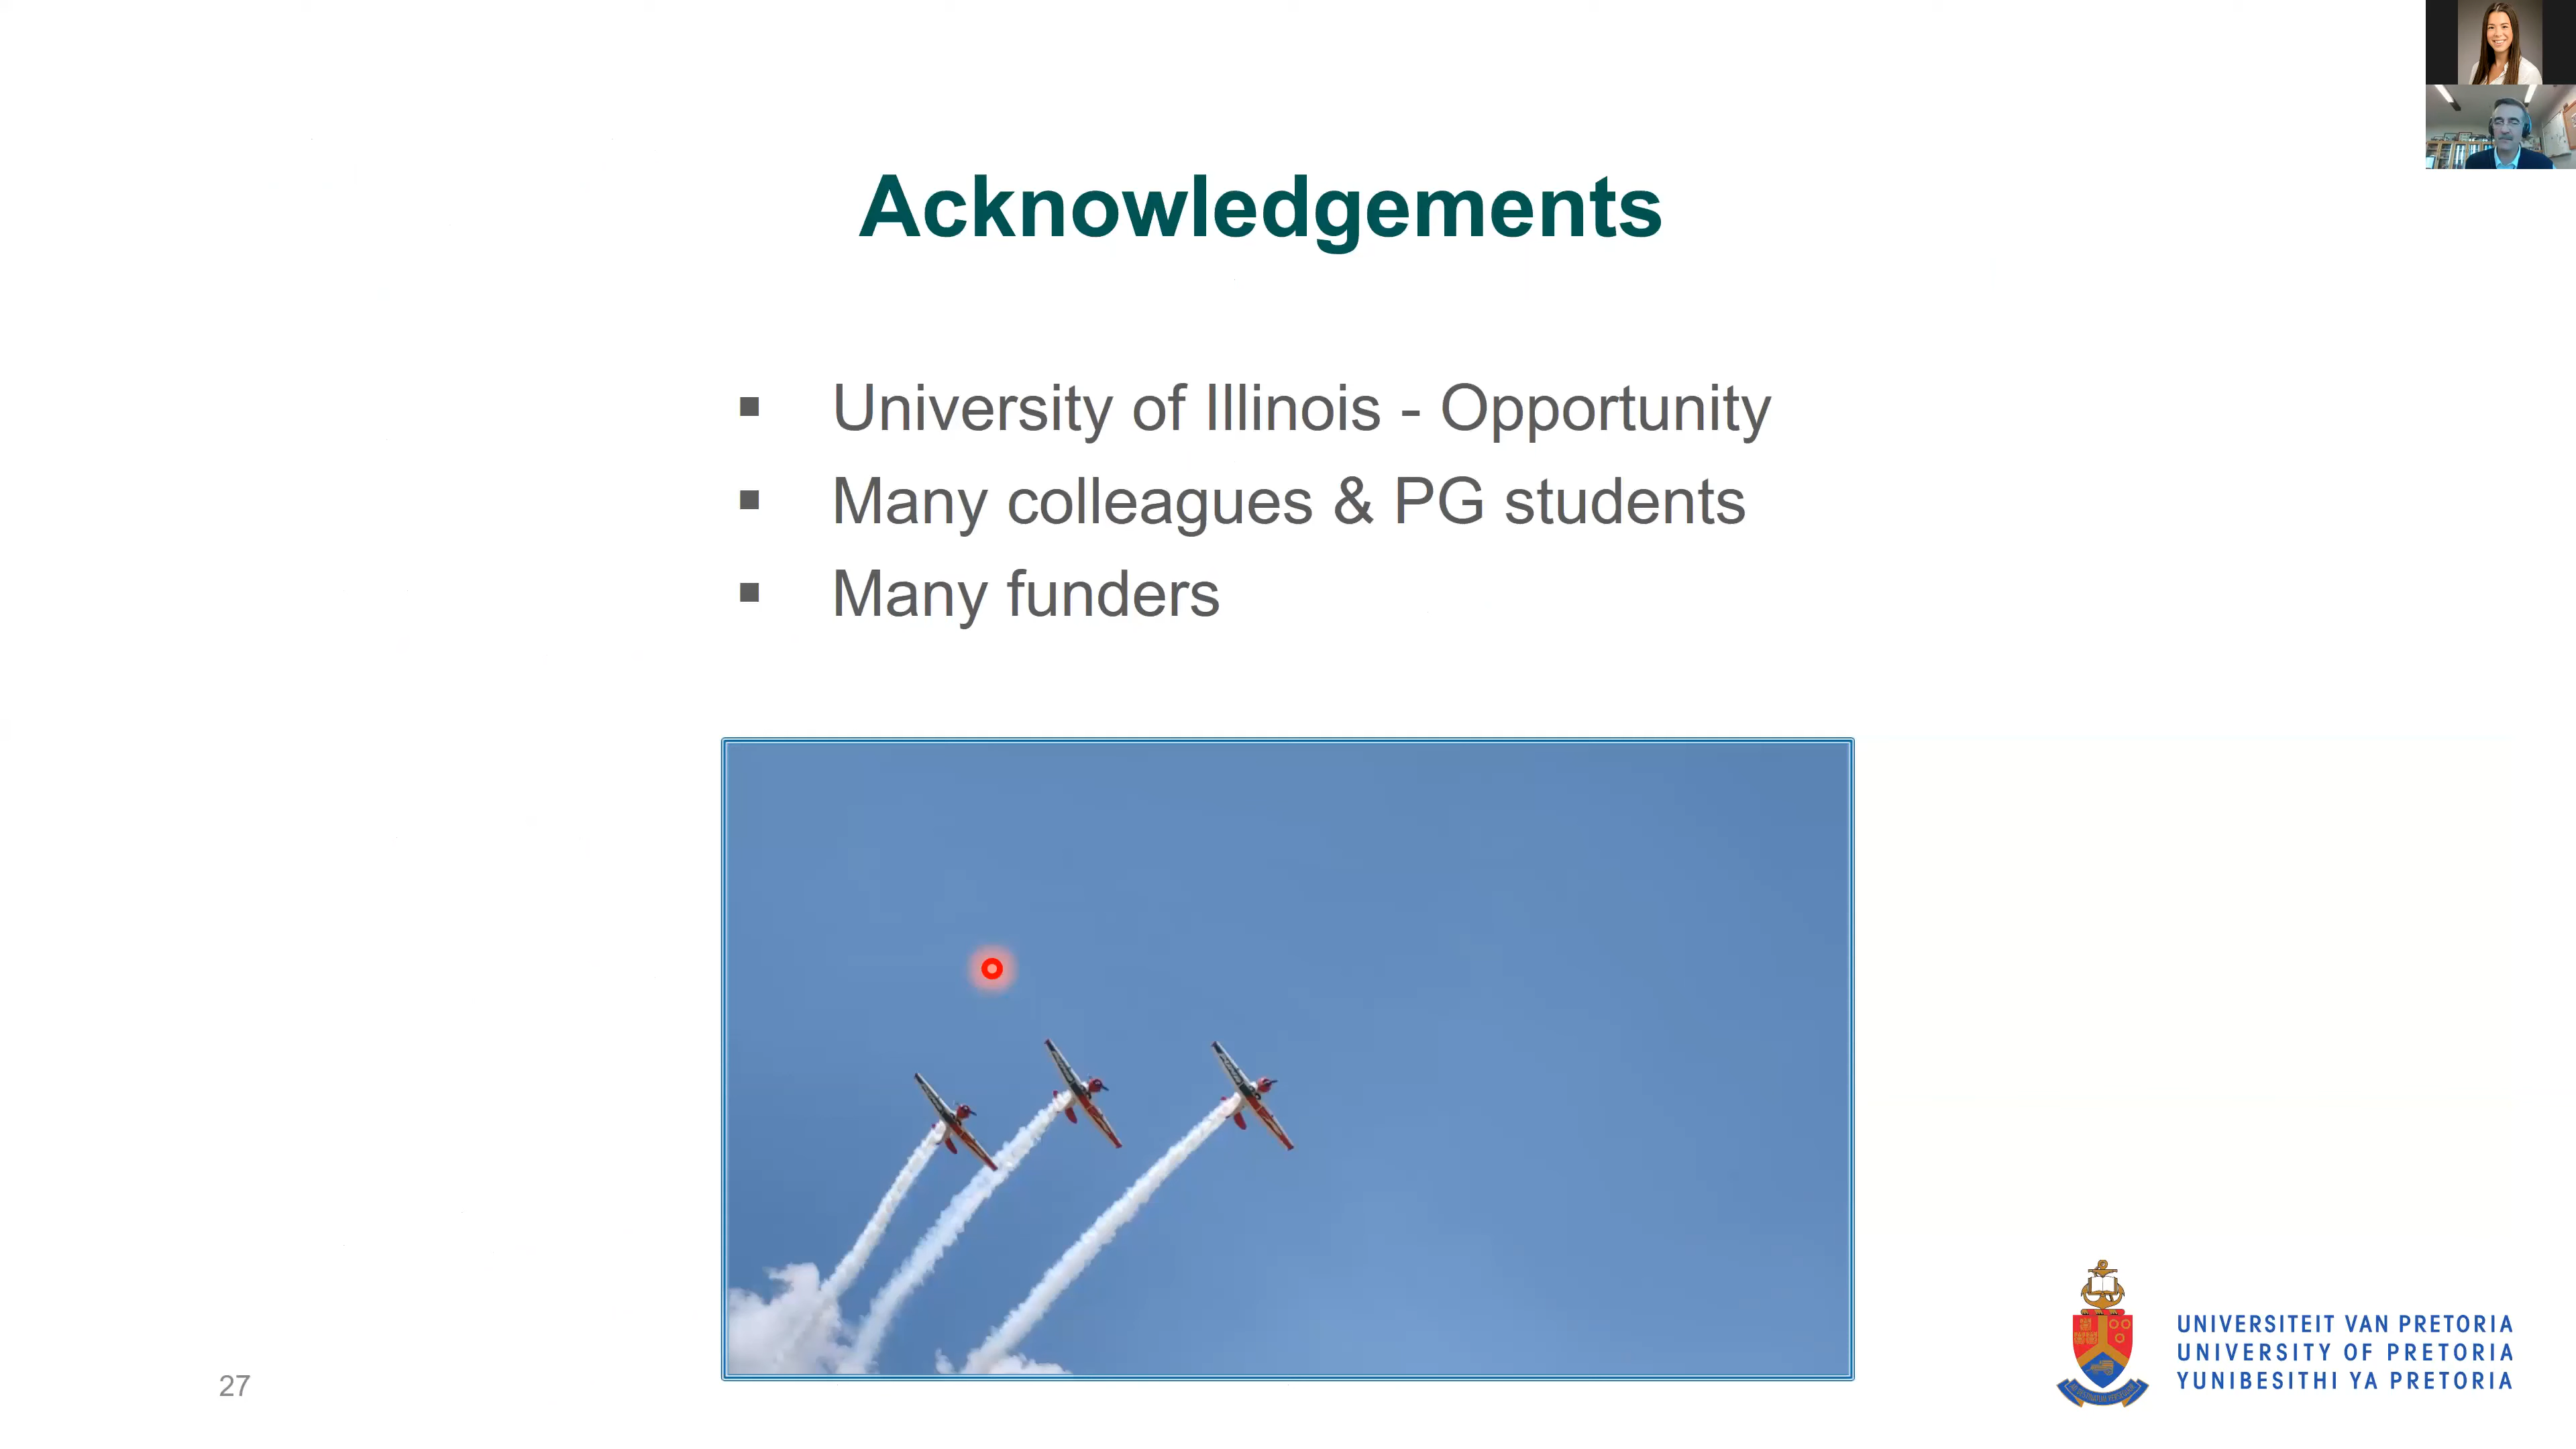 Acknowledgements
▪ University of Illinois - Opportunity
▪ Many colleagues & PG students
▪ Many funders
27
UNIVERSITEIT VAN PRETORIA
UNIVERSITY OF PRETORIA
YUNIBESITHI YA PRETORIA